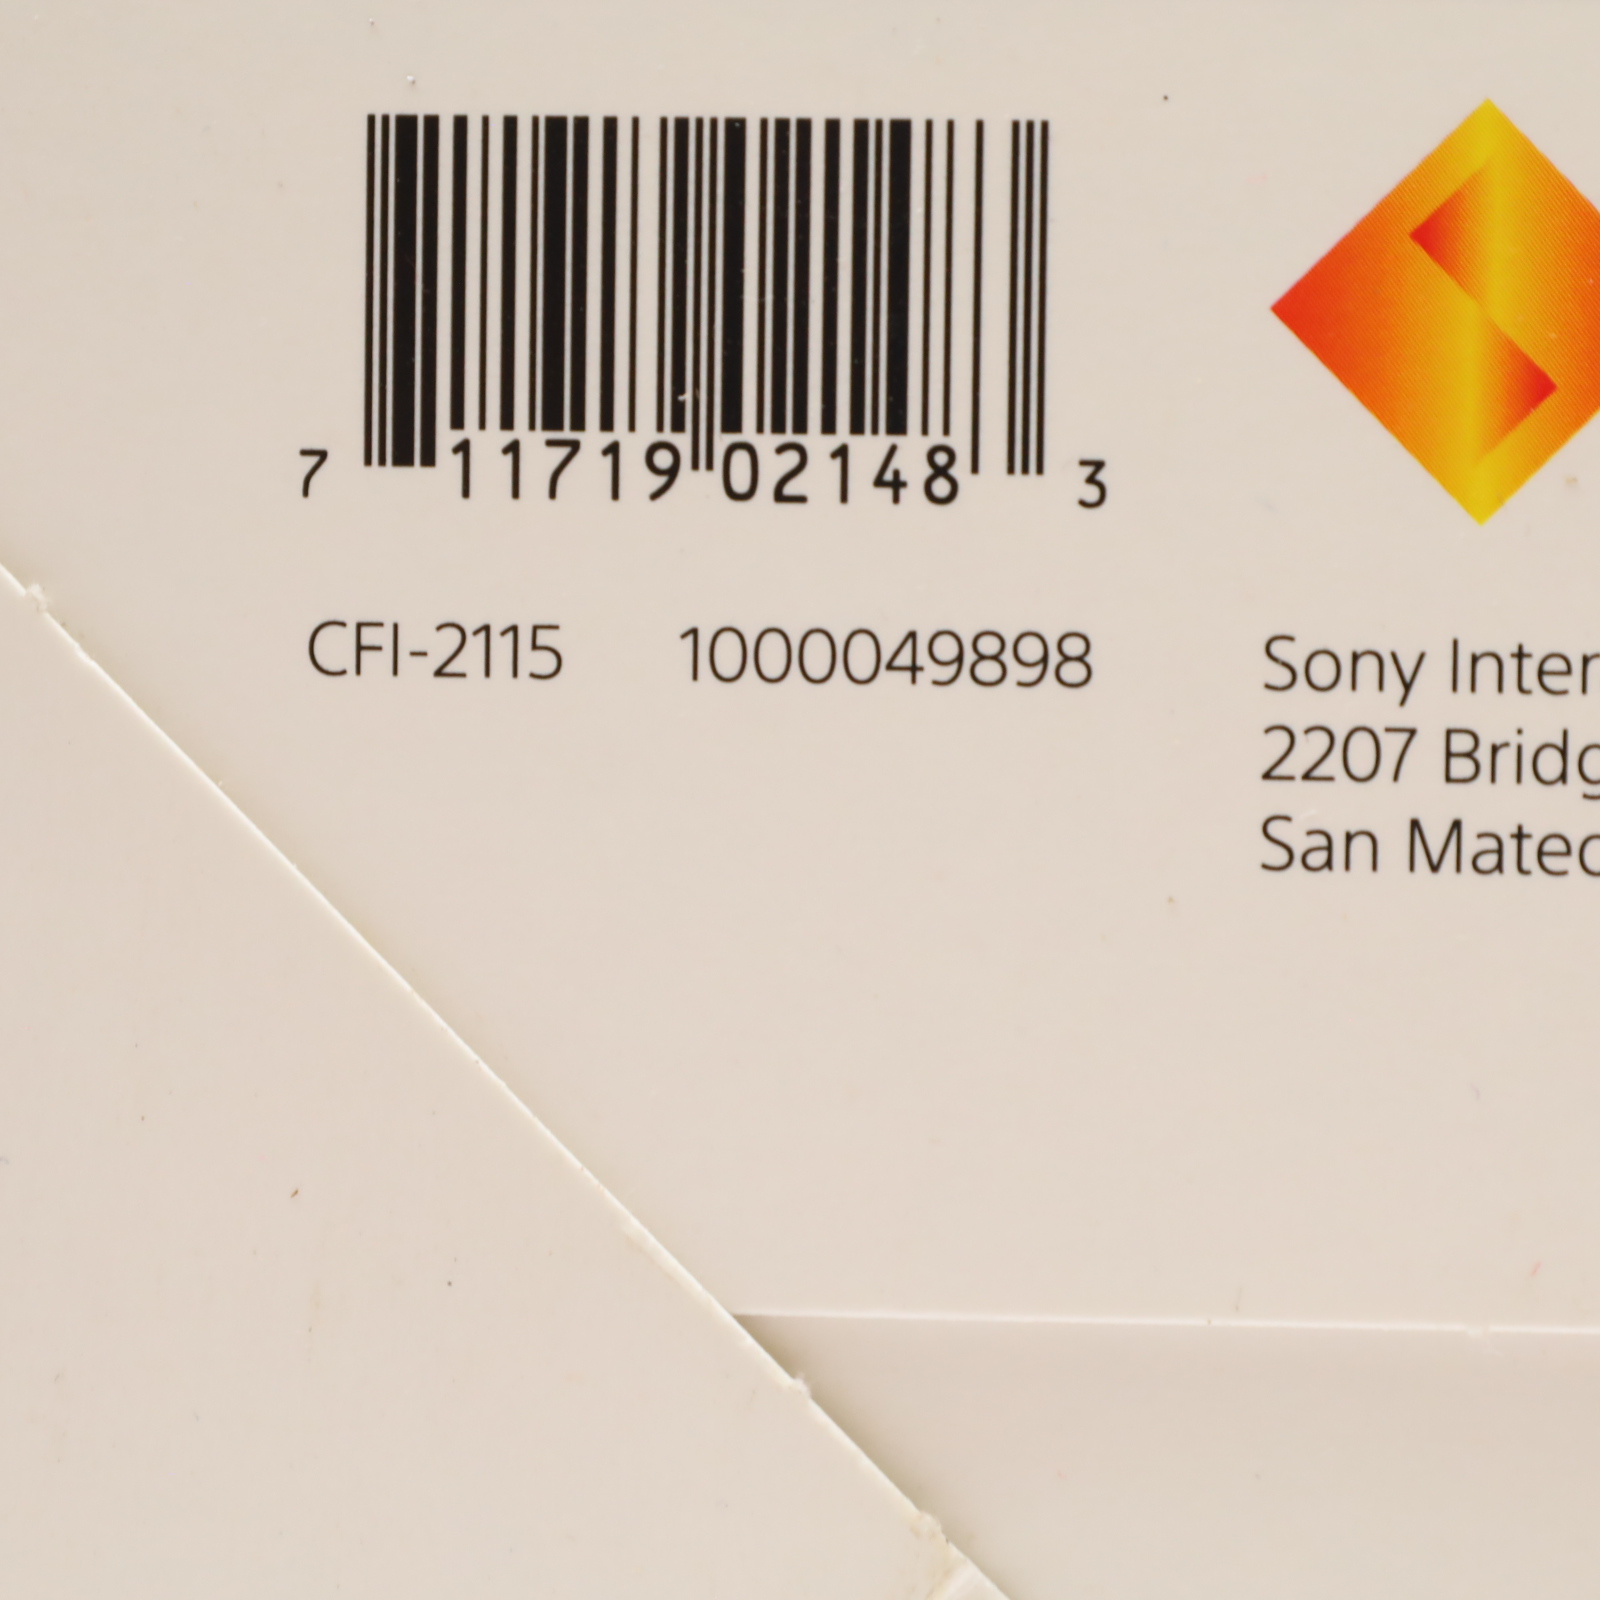 7 11719 02148 3
CFI-2115 1000049898
Sony Inter
2207 Bridg
San Mateo